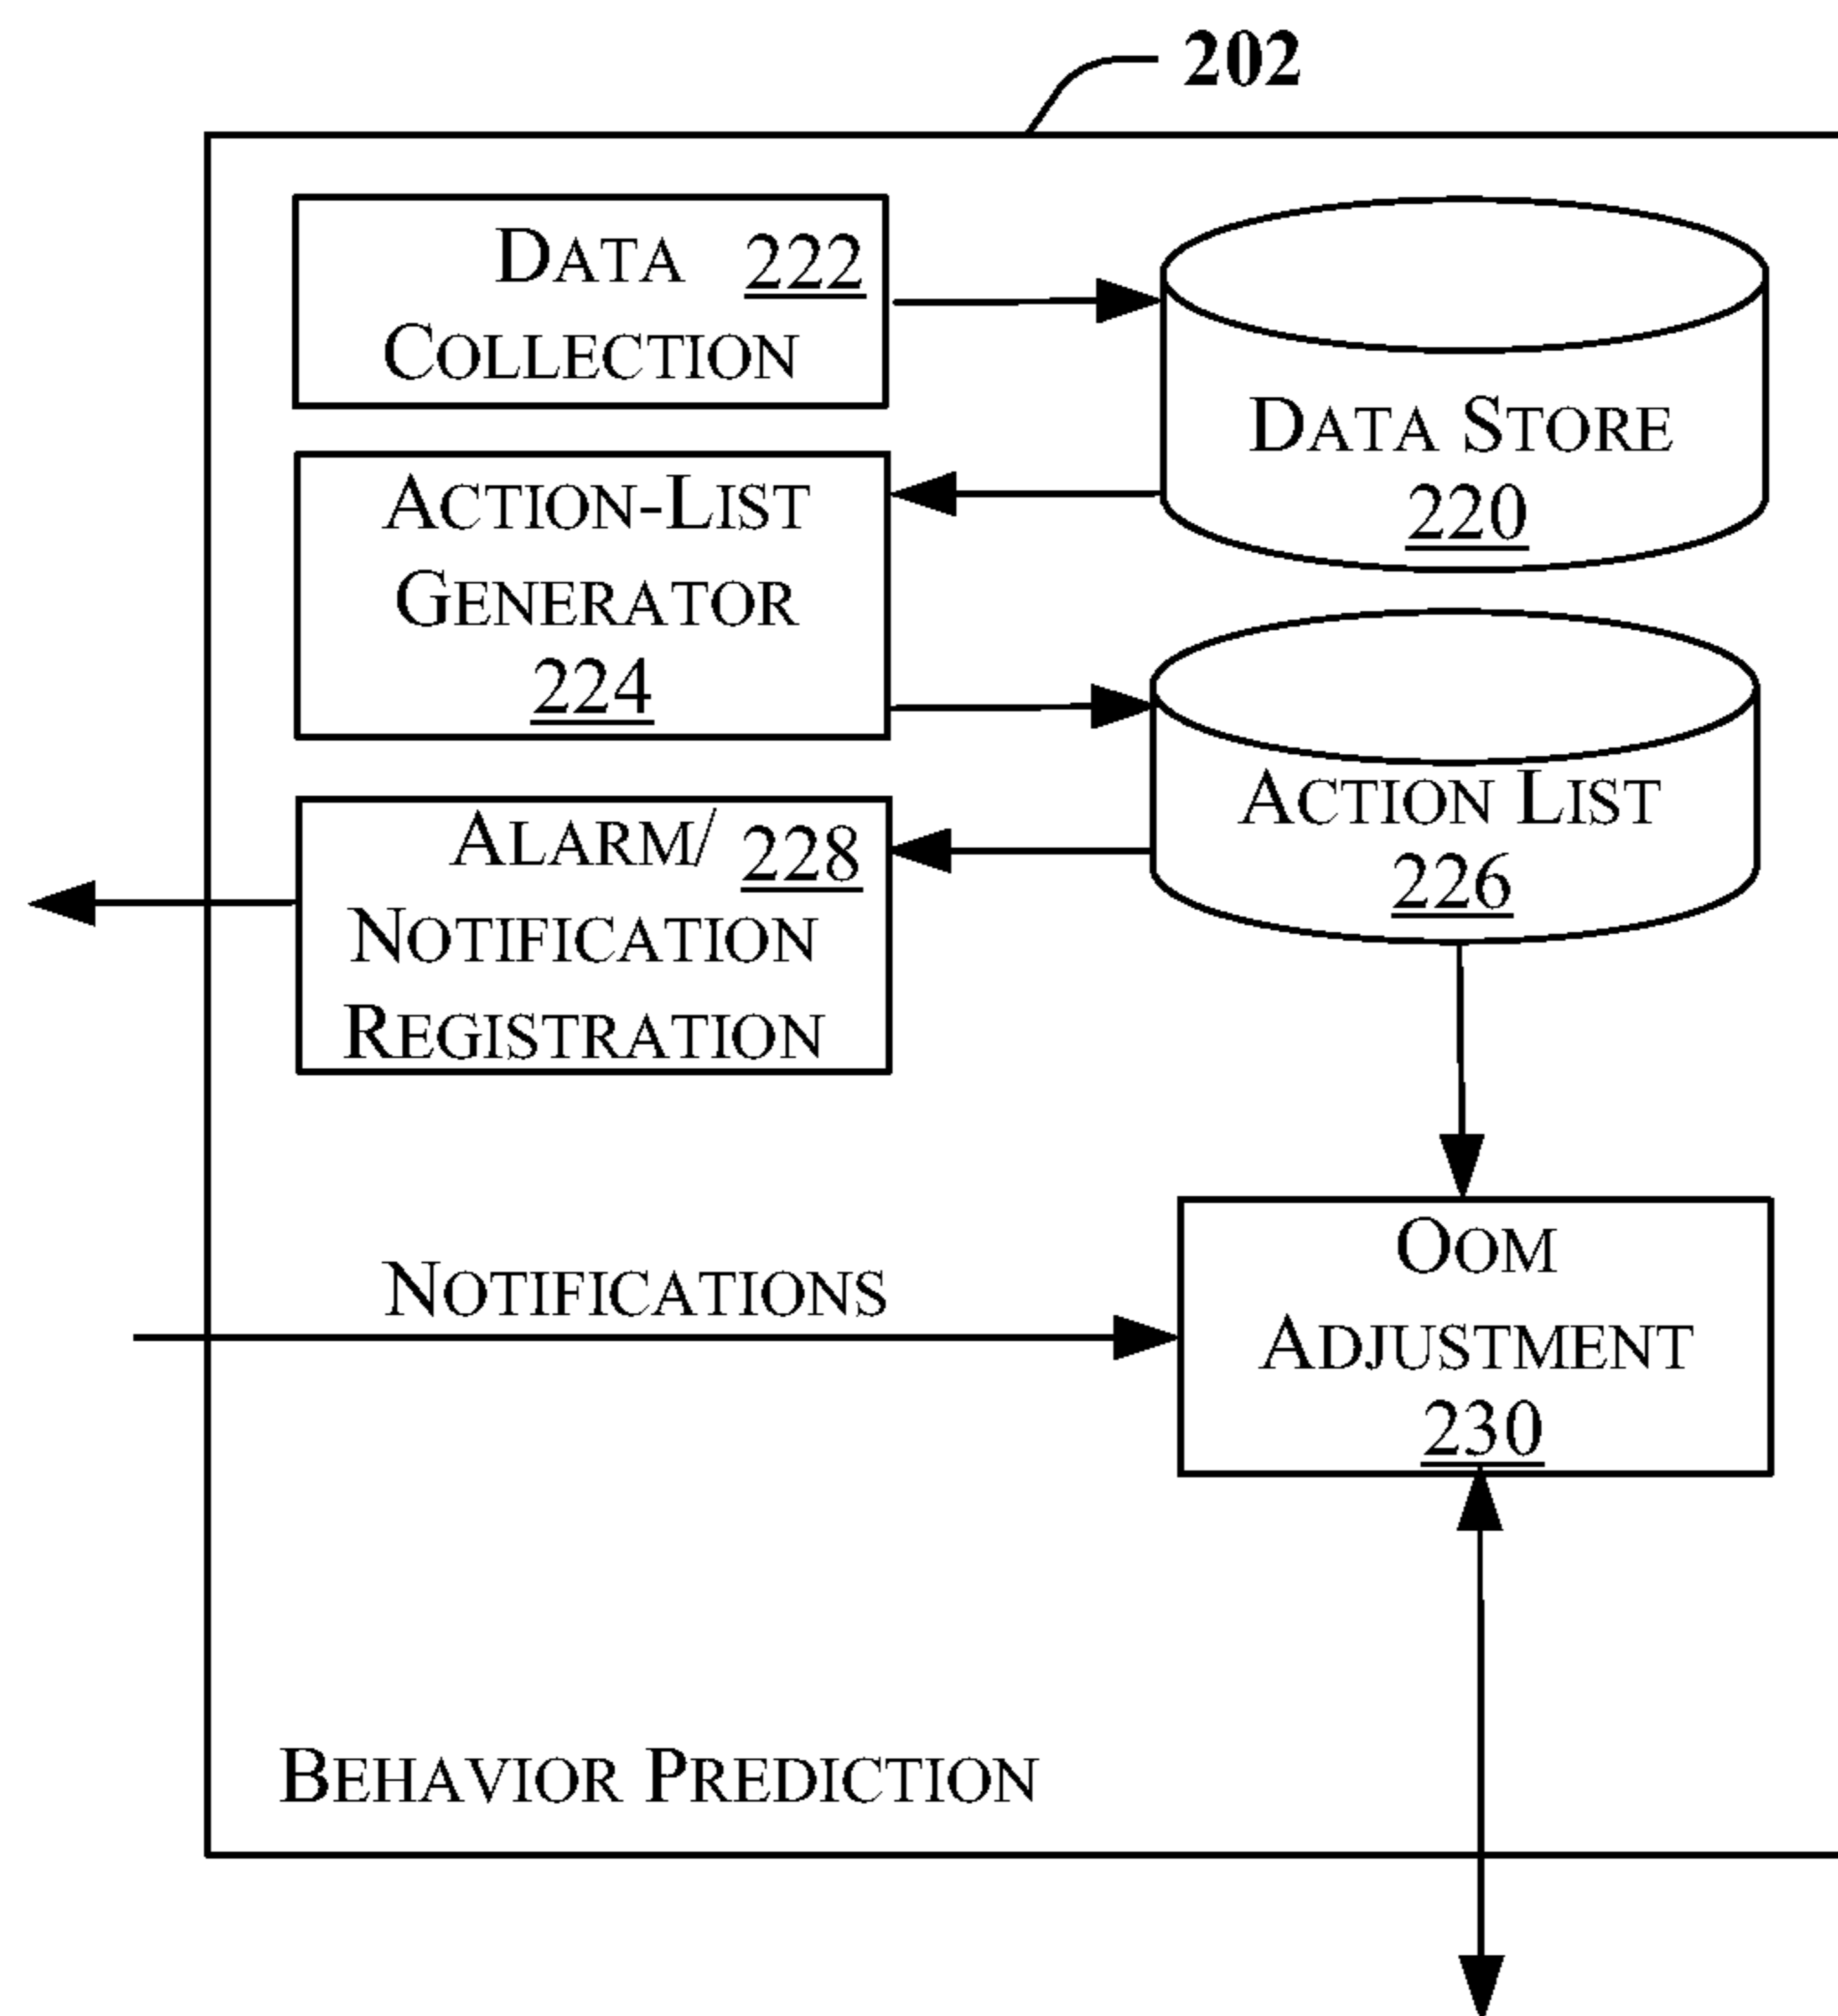 202
DATA 222
COLLECTION
DATA STORE
220
ACTION-LIST
GENERATOR
224
ACTION LIST
226
ALARM/ 228
NOTIFICATION
REGISTRATION
OOM
ADJUSTMENT
230
NOTIFICATIONS
BEHAVIOR PREDICTION